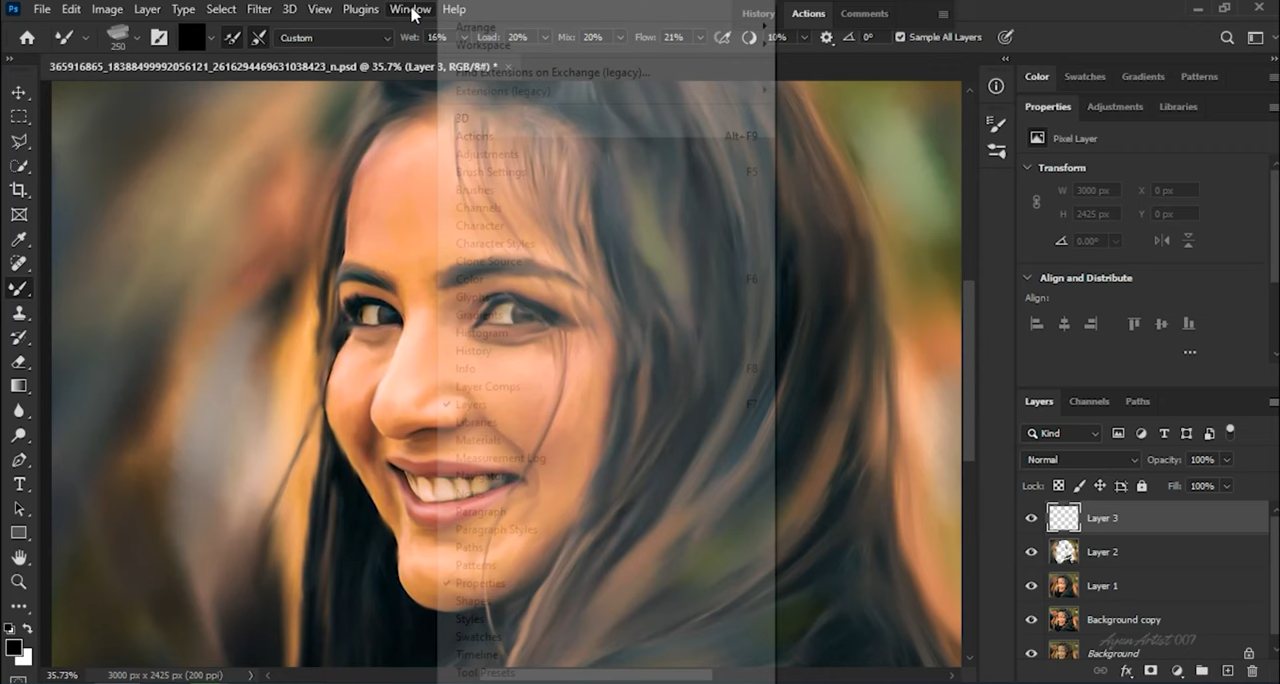 Ps File Edit Image Layer Type Select Filter 3D View Plugins Window Help
History Actions Comments
250 Custom Wet: 16% Load: 20% Mix: 20% Flow: 21% 10% 0° Sample All Layers
365916865_18388499992056121_2616294469631038423_n.psd @ 35.7% (Layer 3, RGB/8#) *
Arrange
Workspace
Find Extensions on Exchange (legacy)...
Extensions (legacy)
3D
Actions Alt+F9
Adjustments
Brush Settings F5
Brushes
Channels
Character
Character Styles
Clone Source
Color F6
Glyphs
Gradients
Histogram
History
Info F8
Layer Comps
Layers F7
Libraries
Materials
Measurement Log
Paragraph
Paragraph Styles
Paths
Patterns
Properties
Shapes
Styles
Swatches
Timeline
Tool Presets
Color Swatches Gradients Patterns
Properties Adjustments Libraries
Pixel Layer
Transform
W 3000 px X 0 px
H 2425 px Y 0 px
0.00°
Align and Distribute
Align:
Layers Channels Paths
Kind
Normal Opacity: 100%
Lock: Fill: 100%
Layer 3
Layer 2
Layer 1
Background copy
Ayan Artist 007
Background
35.73% 3000 px x 2425 px (200 ppi)